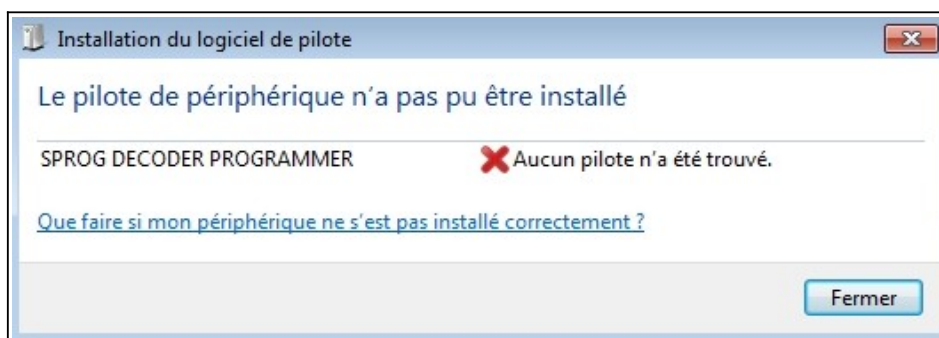 Installation du logiciel de pilote
Le pilote de périphérique n'a pas pu être installé
SPROG DECODER PROGRAMMER Aucun pilote n'a été trouvé.
Que faire si mon périphérique ne s'est pas installé correctement ?
Fermer